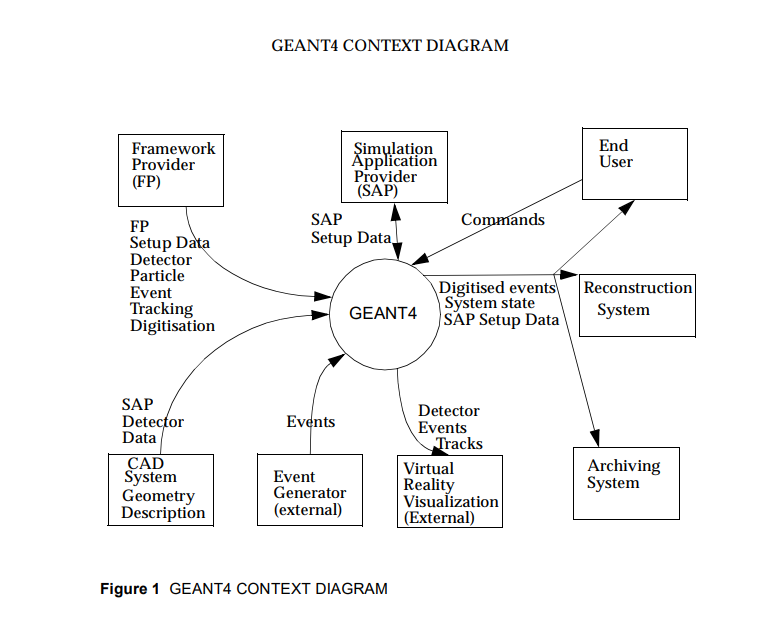 GEANT4 CONTEXT DIAGRAM
Framework
Provider
(FP)
Simulation
Application
Provider
(SAP)
End
User
FP
Setup Data
Detector
Particle
Event
Tracking
Digitisation
SAP
Setup Data
Commands
GEANT4
Digitised events
System state
SAP Setup Data
Reconstruction
System
SAP
Detector
Data
Events
Detector
Events
Tracks
CAD
System
Geometry
Description
Event
Generator
(external)
Virtual
Reality
Visualization
(External)
Archiving
System
Figure 1 GEANT4 CONTEXT DIAGRAM